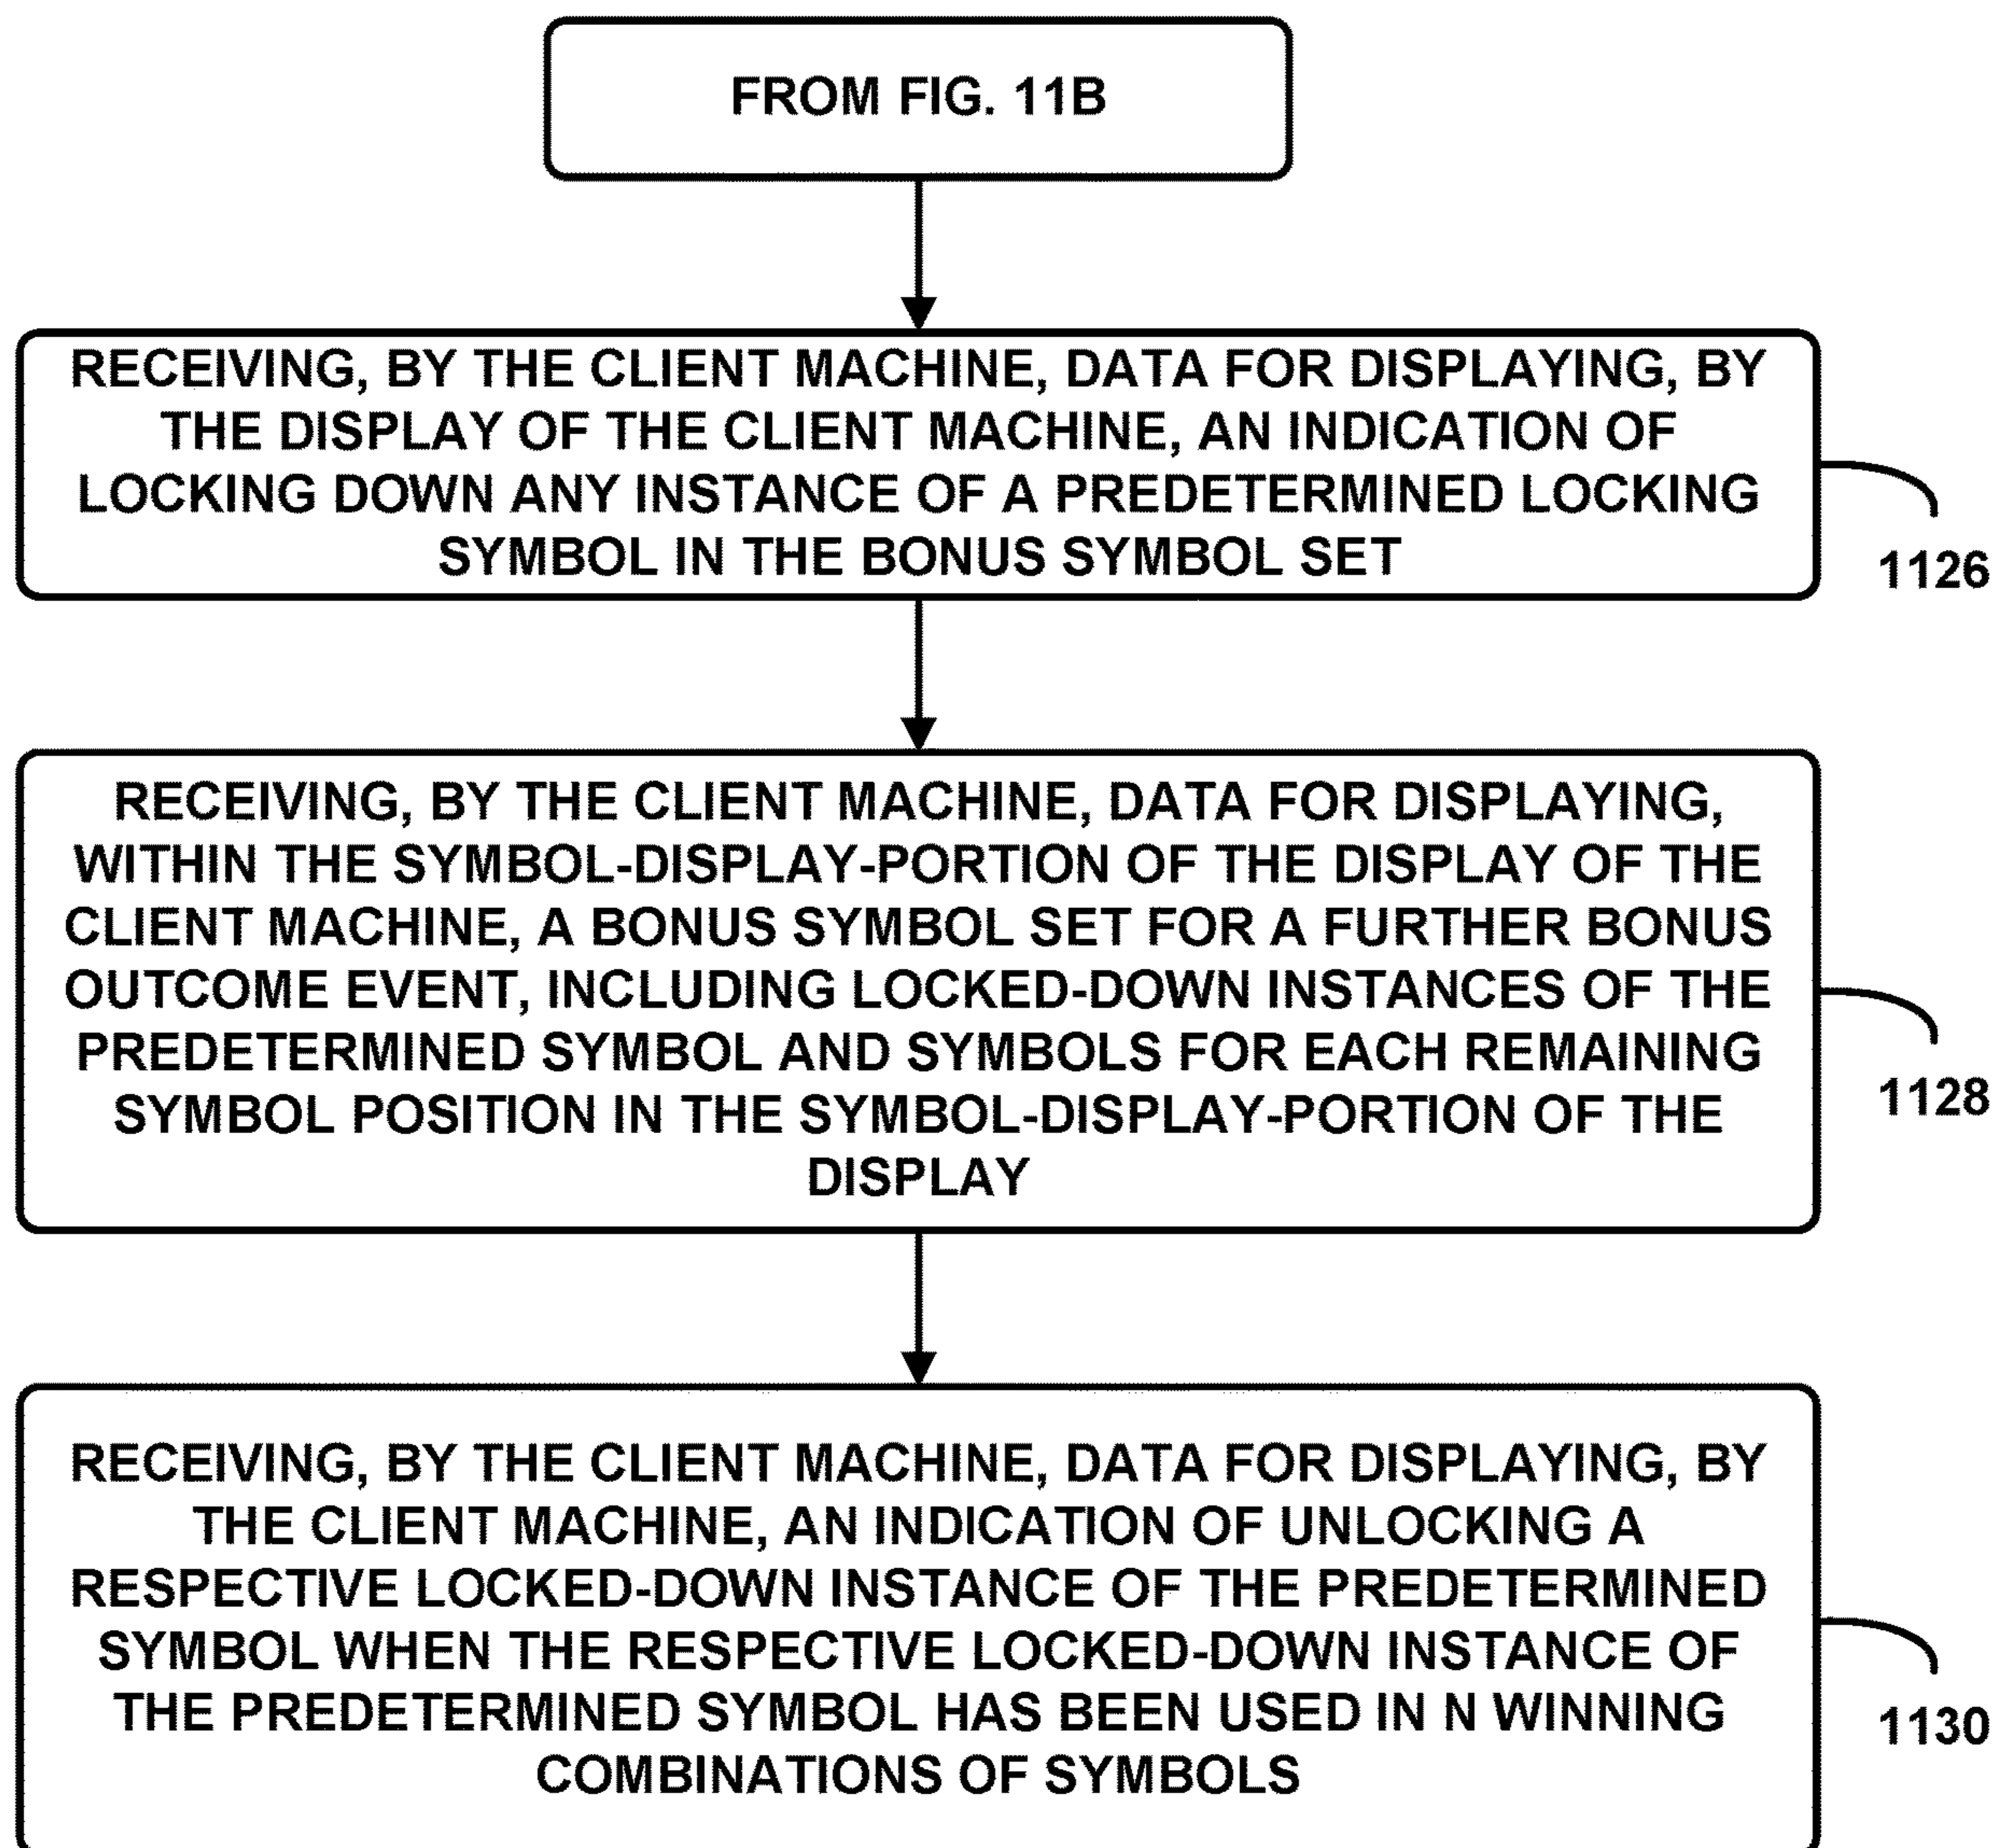 FROM FIG. 11B
RECEIVING, BY THE CLIENT MACHINE, DATA FOR DISPLAYING, BY
THE DISPLAY OF THE CLIENT MACHINE, AN INDICATION OF
LOCKING DOWN ANY INSTANCE OF A PREDETERMINED LOCKING
SYMBOL IN THE BONUS SYMBOL SET
1126
RECEIVING, BY THE CLIENT MACHINE, DATA FOR DISPLAYING,
WITHIN THE SYMBOL-DISPLAY-PORTION OF THE DISPLAY OF THE
CLIENT MACHINE, A BONUS SYMBOL SET FOR A FURTHER BONUS
OUTCOME EVENT, INCLUDING LOCKED-DOWN INSTANCES OF THE
PREDETERMINED SYMBOL AND SYMBOLS FOR EACH REMAINING
SYMBOL POSITION IN THE SYMBOL-DISPLAY-PORTION OF THE
DISPLAY
1128
RECEIVING, BY THE CLIENT MACHINE, DATA FOR DISPLAYING, BY
THE CLIENT MACHINE, AN INDICATION OF UNLOCKING A
RESPECTIVE LOCKED-DOWN INSTANCE OF THE PREDETERMINED
SYMBOL WHEN THE RESPECTIVE LOCKED-DOWN INSTANCE OF
THE PREDETERMINED SYMBOL HAS BEEN USED IN N WINNING
COMBINATIONS OF SYMBOLS
1130